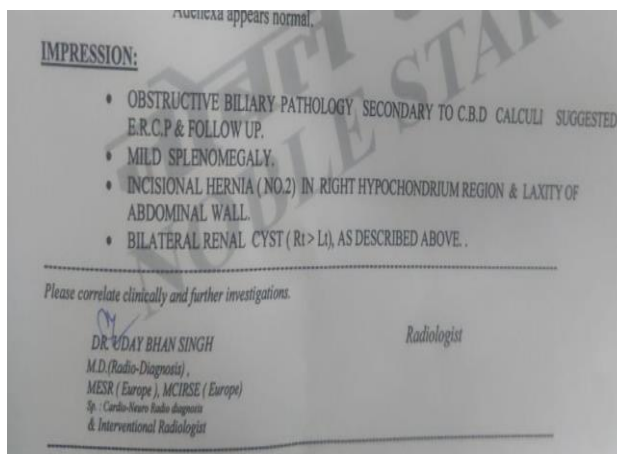 Adenexa appears normal.
IMPRESSION:
• OBSTRUCTIVE BILIARY PATHOLOGY SECONDARY TO C.B.D CALCULI SUGGESTED
E.R.C.P & FOLLOW UP.
• MILD SPLENOMEGALY.
• INCISIONAL HERNIA ( NO.2) IN RIGHT HYPOCHONDRIUM REGION & LAXITY OF
ABDOMINAL WALL.
• BILATERAL RENAL CYST ( Rt > Lt), AS DESCRIBED ABOVE. .
Please correlate clinically and further investigations.
DR. UDAY BHAN SINGH
Radiologist
M.D.(Radio-Diagnosis) ,
MESR ( Europe ), MCIRSE ( Europe)
Sp. : Cardio-Neuro Radio diagnosis
& Interventional Radiologist
NOBLE STAR